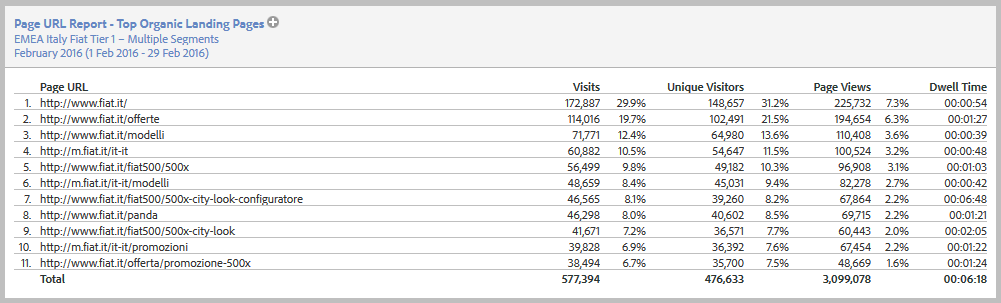 Page URL Report - Top Organic Landing Pages
EMEA Italy Fiat Tier 1 – Multiple Segments
February 2016 (1 Feb 2016 - 29 Feb 2016)
Page URL Visits Unique Visitors Page Views Dwell Time
1. http://www.fiat.it/ 172,887 29.9% 148,657 31.2% 225,732 7.3% 00:00:54
2. http://www.fiat.it/offerte 114,016 19.7% 102,491 21.5% 194,654 6.3% 00:01:27
3. http://www.fiat.it/modelli 71,771 12.4% 64,980 13.6% 110,408 3.6% 00:00:39
4. http://m.fiat.it/it-it 60,882 10.5% 54,647 11.5% 100,524 3.2% 00:00:48
5. http://www.fiat.it/fiat500/500x 56,499 9.8% 49,182 10.3% 96,908 3.1% 00:01:03
6. http://m.fiat.it/it-it/modelli 48,659 8.4% 45,031 9.4% 82,278 2.7% 00:00:42
7. http://www.fiat.it/fiat500/500x-city-look-configuratore 46,565 8.1% 39,260 8.2% 67,864 2.2% 00:06:48
8. http://www.fiat.it/panda 46,298 8.0% 40,602 8.5% 69,715 2.2% 00:01:21
9. http://www.fiat.it/fiat500/500x-city-look 41,671 7.2% 36,571 7.7% 60,443 2.0% 00:02:05
10. http://m.fiat.it/it-it/promozioni 39,828 6.9% 36,392 7.6% 67,454 2.2% 00:01:22
11. http://www.fiat.it/offerta/promozione-500x 38,494 6.7% 35,700 7.5% 48,669 1.6% 00:01:24
Total 577,394 476,633 3,099,078 00:06:18